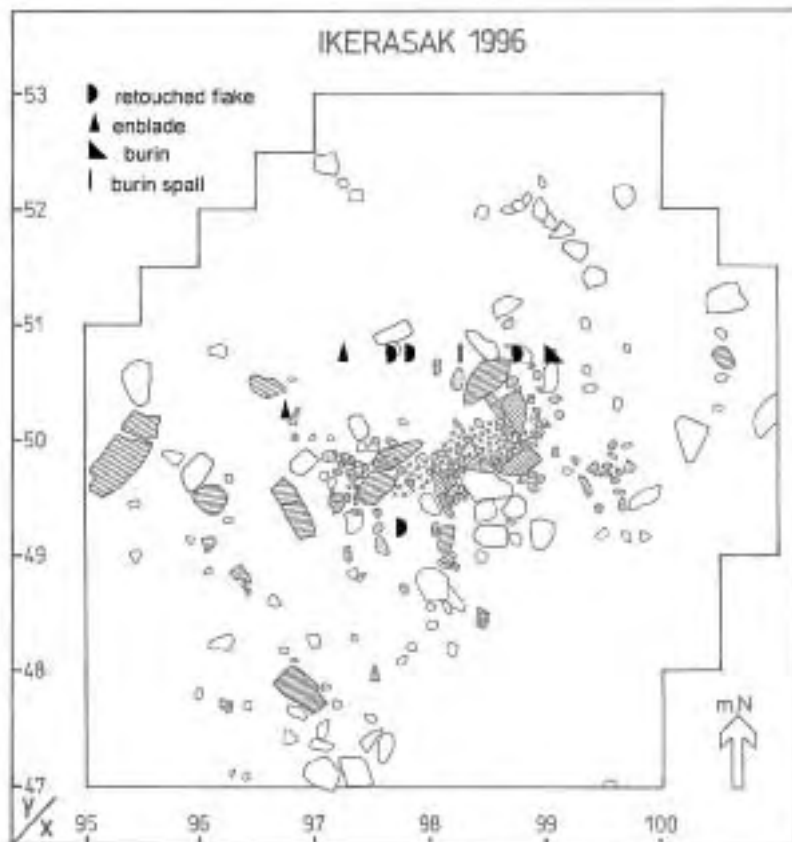 IKERASAK 1996
retouched flake
enblade
burin
burin spall
53
52
51
50
49
48
47
mN
Y/X
95 96 97 98 99 100